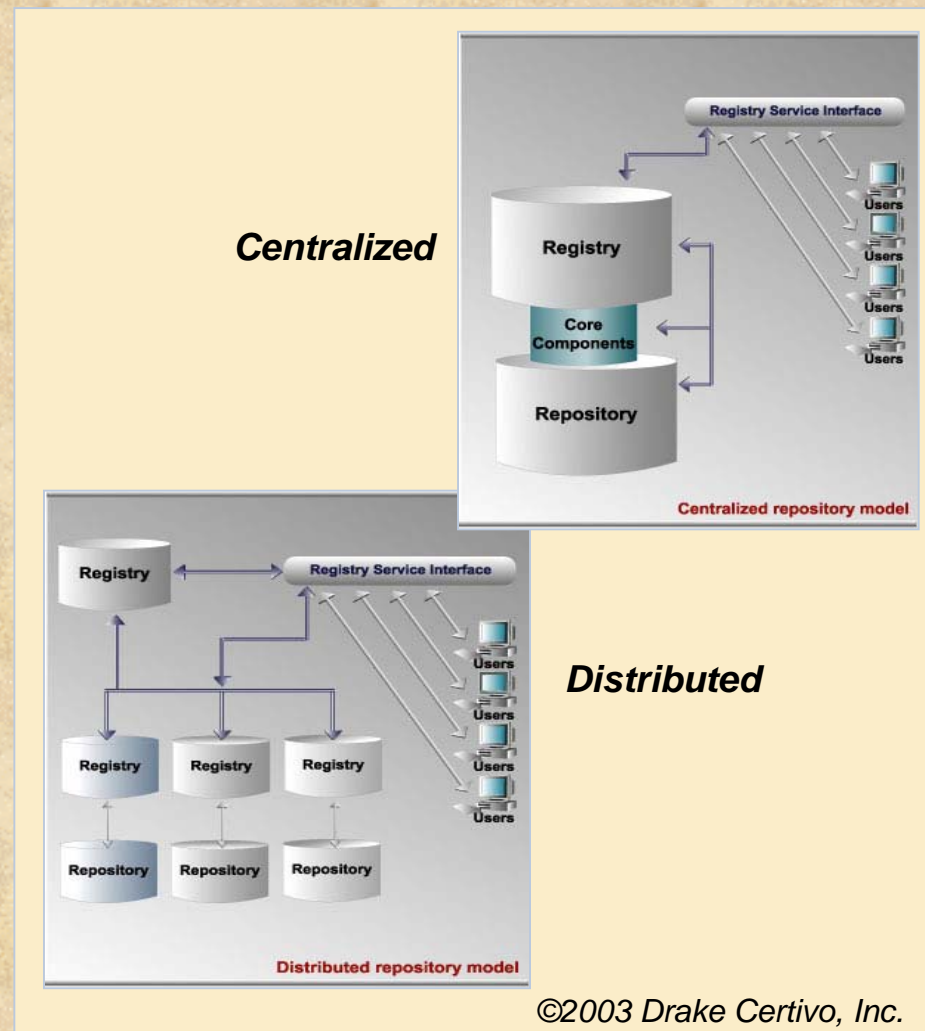 Registry Service Interface
Users
Users
Users
Users
Registry
Core
Components
Repository
Centralized repository model
Centralized
Registry
Registry Service Interface
Users
Users
Users
Users
Registry
Registry
Registry
Repository
Repository
Repository
Distributed repository model
Distributed
©2003 Drake Certivo, Inc.